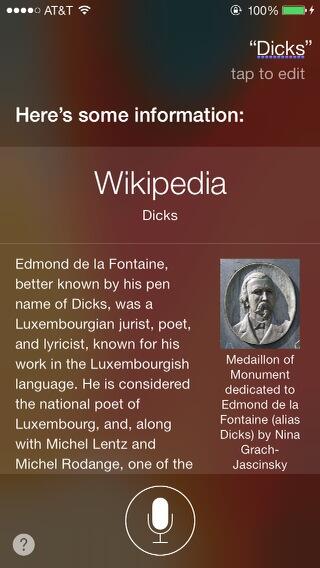 AT&T 100%
“Dicks”
tap to edit
Here’s some information:
Wikipedia
Dicks
Edmond de la Fontaine,
better known by his pen
name of Dicks, was a
Luxembourgian jurist, poet,
and lyricist, known for his
work in the Luxembourgish
language. He is considered
the national poet of
Luxembourg, and, along
with Michel Lentz and
Michel Rodange, one of the
Medaillon of
Monument
dedicated to
Edmond de la
Fontaine (alias
Dicks) by Nina
Grach-
Jascinsky
?